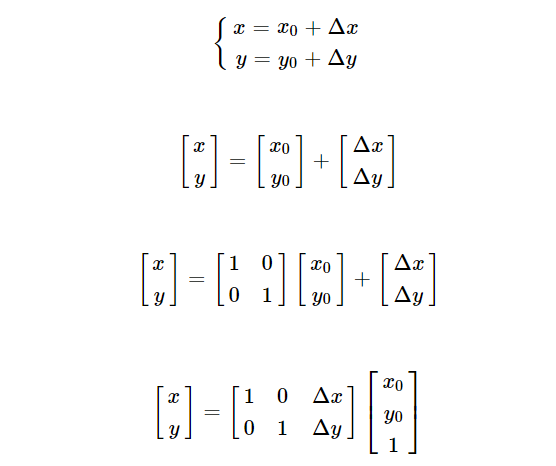 { x = x₀ + Δx
y = y₀ + Δy
[x y] = [x₀ y₀] + [Δx Δy]
[x y] = [1 0 0 1] [x₀ y₀] + [Δx Δy]
[x y] = [1 0 Δx 0 1 Δy] [x₀ y₀ 1]